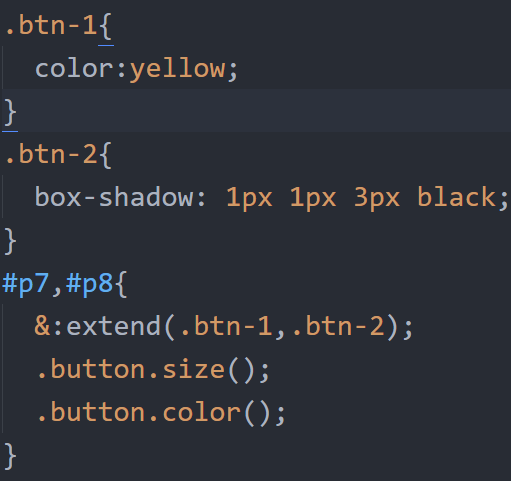 .btn-1{
  color:yellow;
}
.btn-2{
  box-shadow: 1px 1px 3px black;
}
#p7,#p8{
  &:extend(.btn-1,.btn-2);
  .button.size();
  .button.color();
}